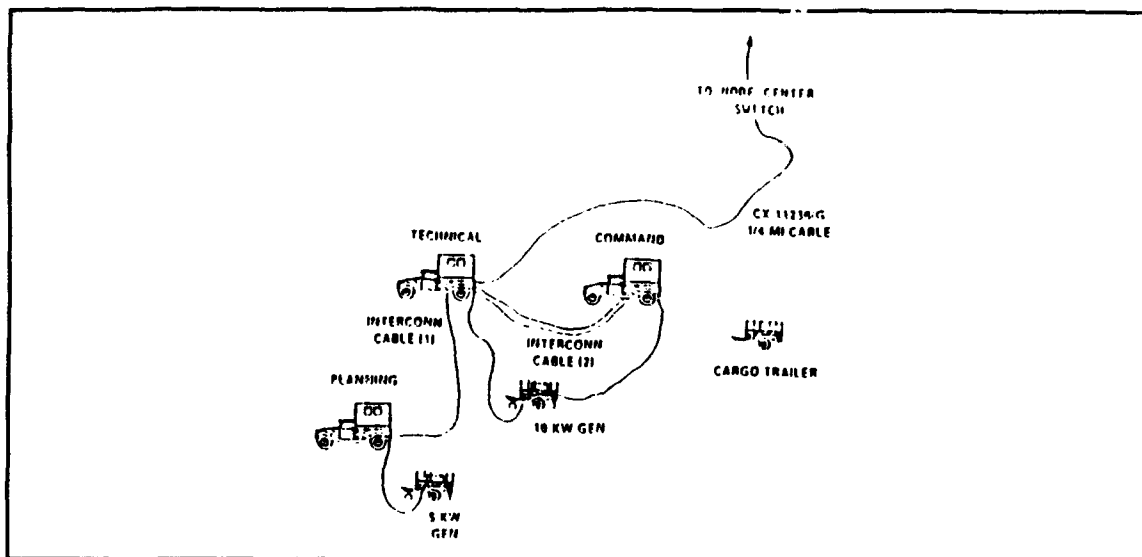 TO NODE CENTER
SWITCH
CX-11230/G
1/4 MI CABLE
TECHNICAL
COMMAND
INTERCONN
CABLE (1)
INTERCONN
CABLE (2)
CARGO TRAILER
PLANNING
10 KW GEN
5 KW
GEN